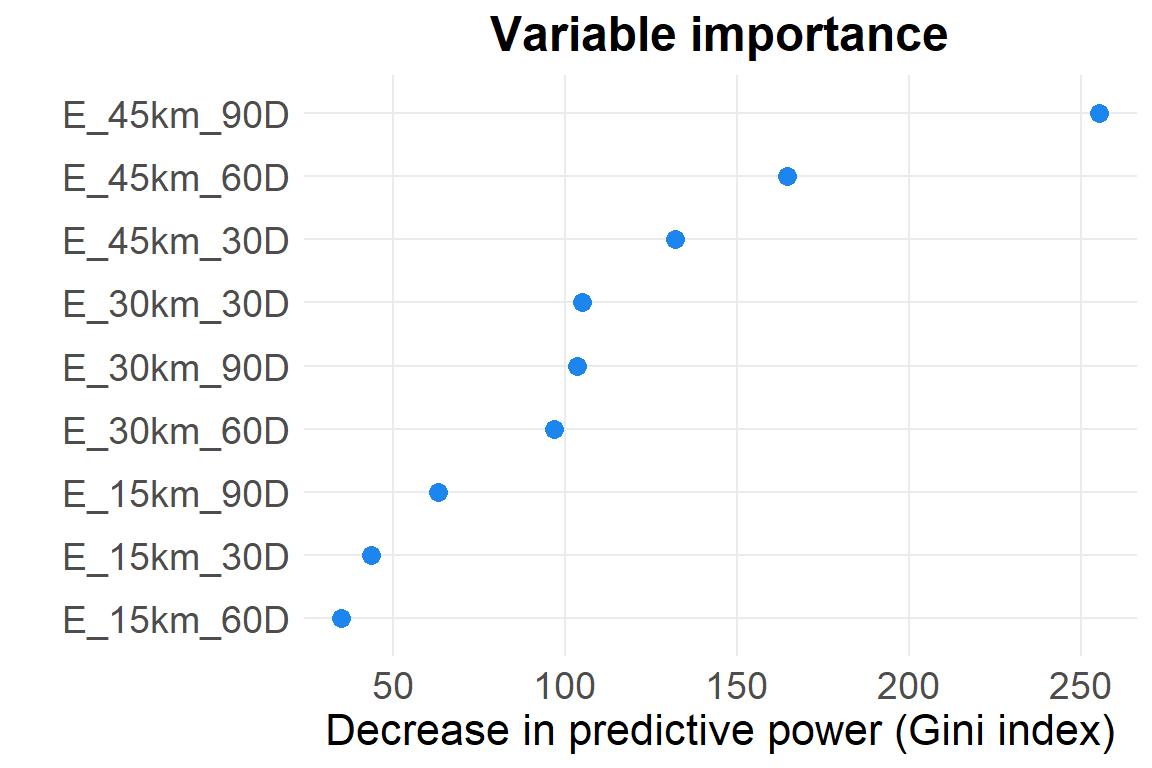 Variable importance
E_45km_90D
E_45km_60D
E_45km_30D
E_30km_30D
E_30km_90D
E_30km_60D
E_15km_90D
E_15km_30D
E_15km_60D
50 100 150 200 250
Decrease in predictive power (Gini index)